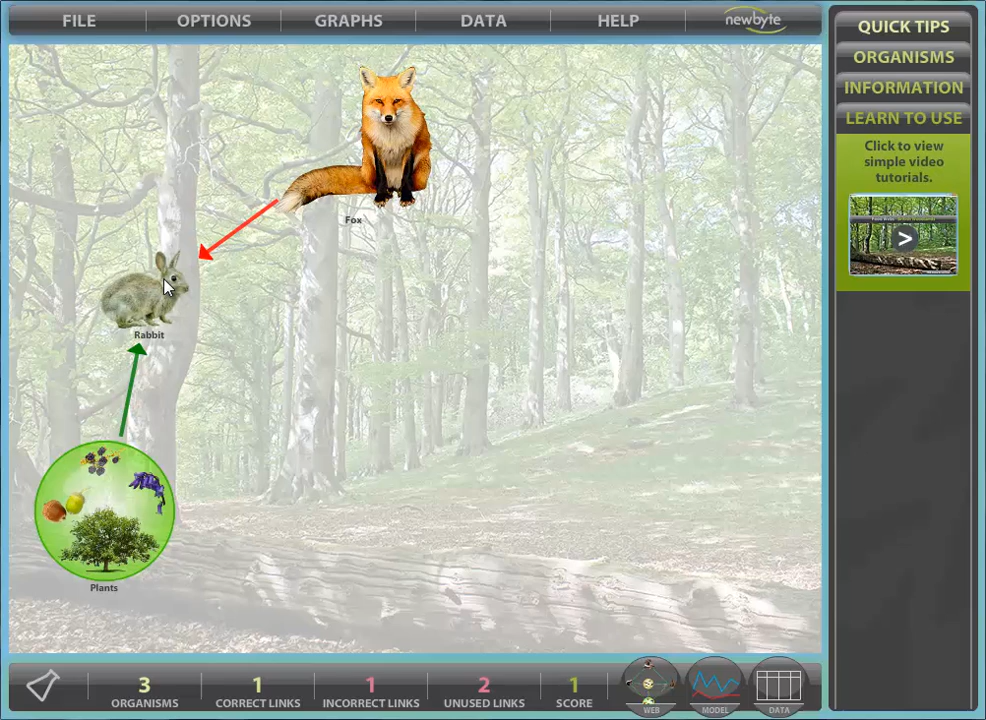 FILE OPTIONS GRAPHS DATA HELP newbyte
QUICK TIPS
ORGANISMS
INFORMATION
LEARN TO USE
Click to view
simple video
tutorials.
>
Fox
Rabbit
Plants
3 1 1 2 1
ORGANISMS CORRECT LINKS INCORRECT LINKS UNUSED LINKS SCORE WEB MODEL DATA